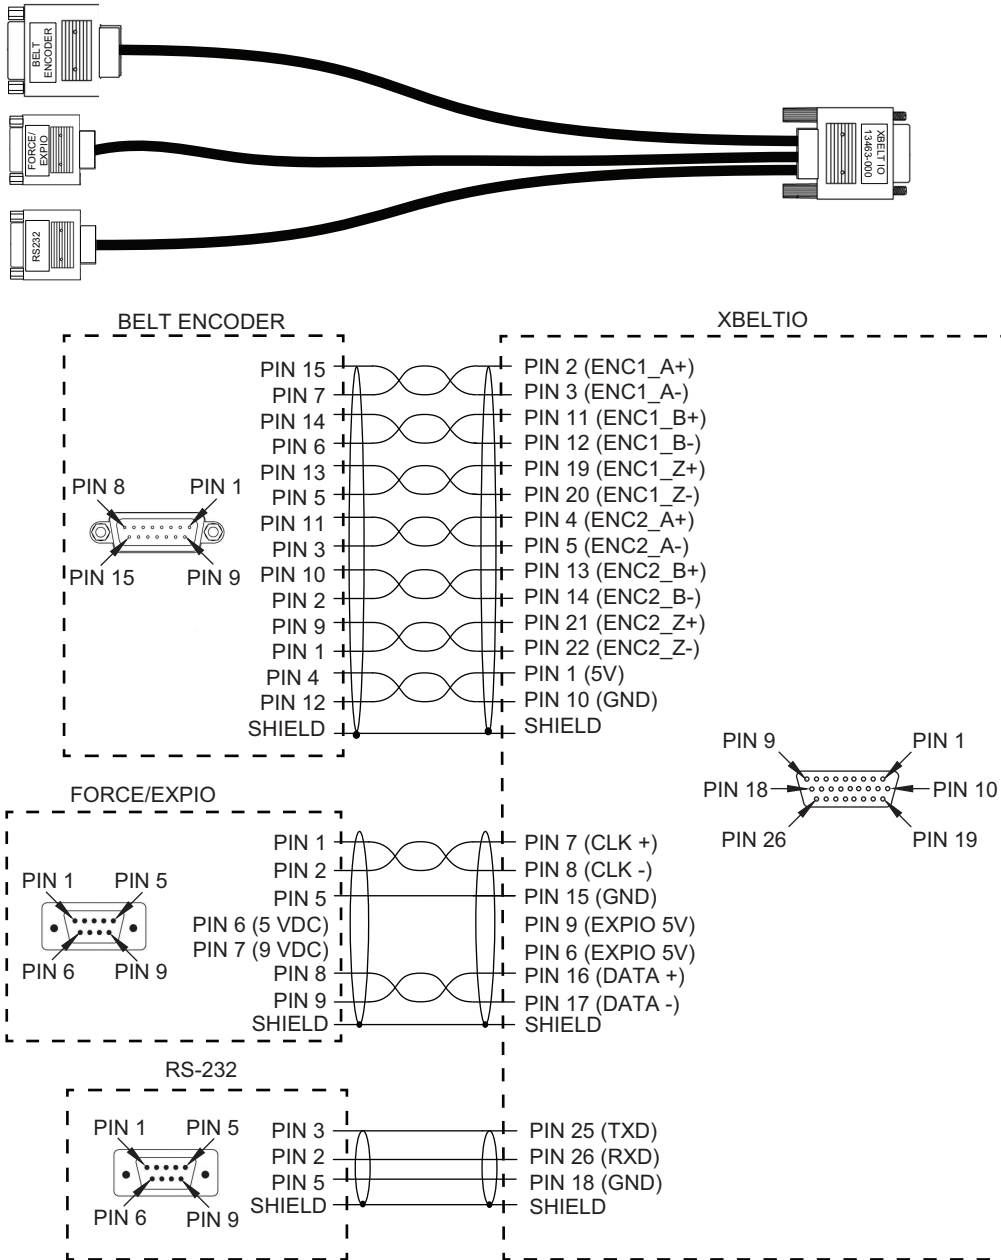 BELT
ENCODER
FORCE/
EXPIO
RS232
XBELT IO
13463-000
BELT ENCODER
XBELTIO
PIN 15
PIN 2 (ENC1_A+)
PIN 7
PIN 3 (ENC1_A-)
PIN 14
PIN 11 (ENC1_B+)
PIN 6
PIN 12 (ENC1_B-)
PIN 13
PIN 19 (ENC1_Z+)
PIN 5
PIN 20 (ENC1_Z-)
PIN 11
PIN 4 (ENC2_A+)
PIN 3
PIN 5 (ENC2_A-)
PIN 10
PIN 13 (ENC2_B+)
PIN 2
PIN 14 (ENC2_B-)
PIN 9
PIN 21 (ENC2_Z+)
PIN 1
PIN 22 (ENC2_Z-)
PIN 4
PIN 1 (5V)
PIN 12
PIN 10 (GND)
SHIELD
SHIELD
PIN 8
PIN 1
PIN 15
PIN 9
PIN 9
PIN 1
PIN 18
PIN 10
PIN 26
PIN 19
FORCE/EXPIO
PIN 1
PIN 7 (CLK +)
PIN 2
PIN 8 (CLK -)
PIN 5
PIN 15 (GND)
PIN 6 (5 VDC)
PIN 9 (EXPIO 5V)
PIN 7 (9 VDC)
PIN 6 (EXPIO 5V)
PIN 8
PIN 16 (DATA +)
PIN 9
PIN 17 (DATA -)
SHIELD
SHIELD
PIN 1
PIN 5
PIN 6
PIN 9
RS-232
PIN 3
PIN 25 (TXD)
PIN 2
PIN 26 (RXD)
PIN 5
PIN 18 (GND)
SHIELD
SHIELD
PIN 1
PIN 5
PIN 6
PIN 9